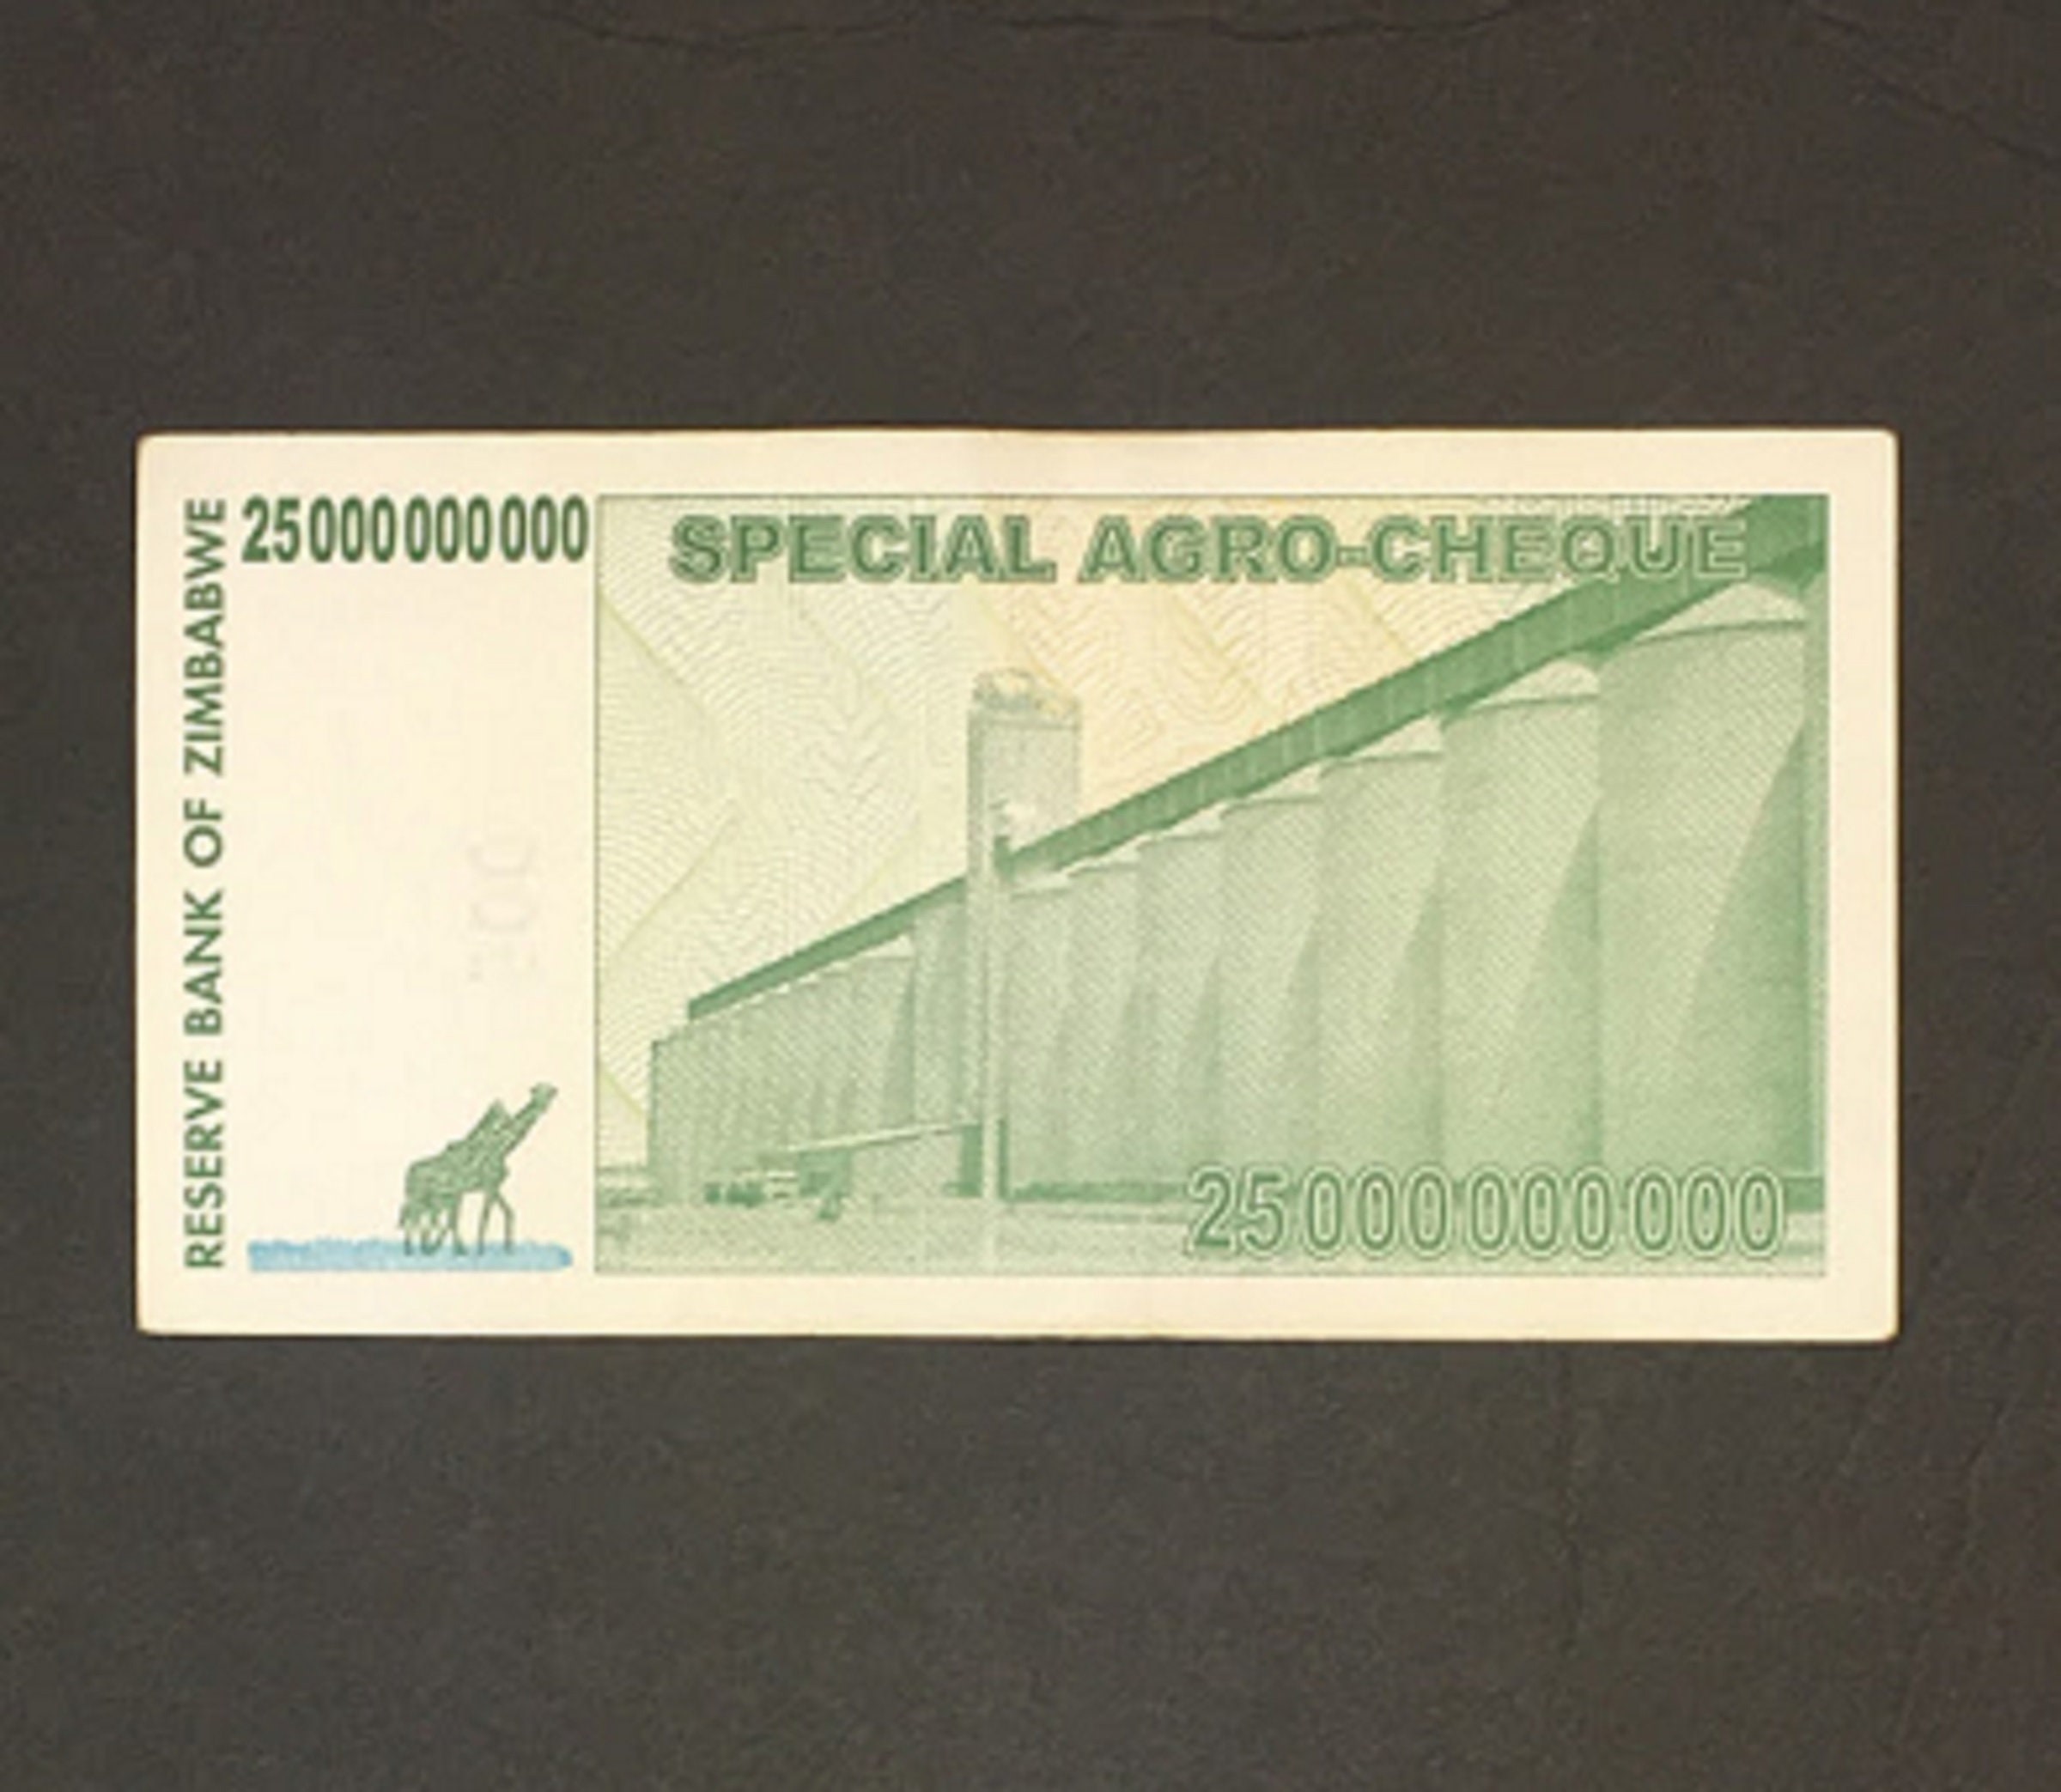 RESERVE BANK OF ZIMBABWE
25000000000
SPECIAL AGRO-CHEQUE
25000000000